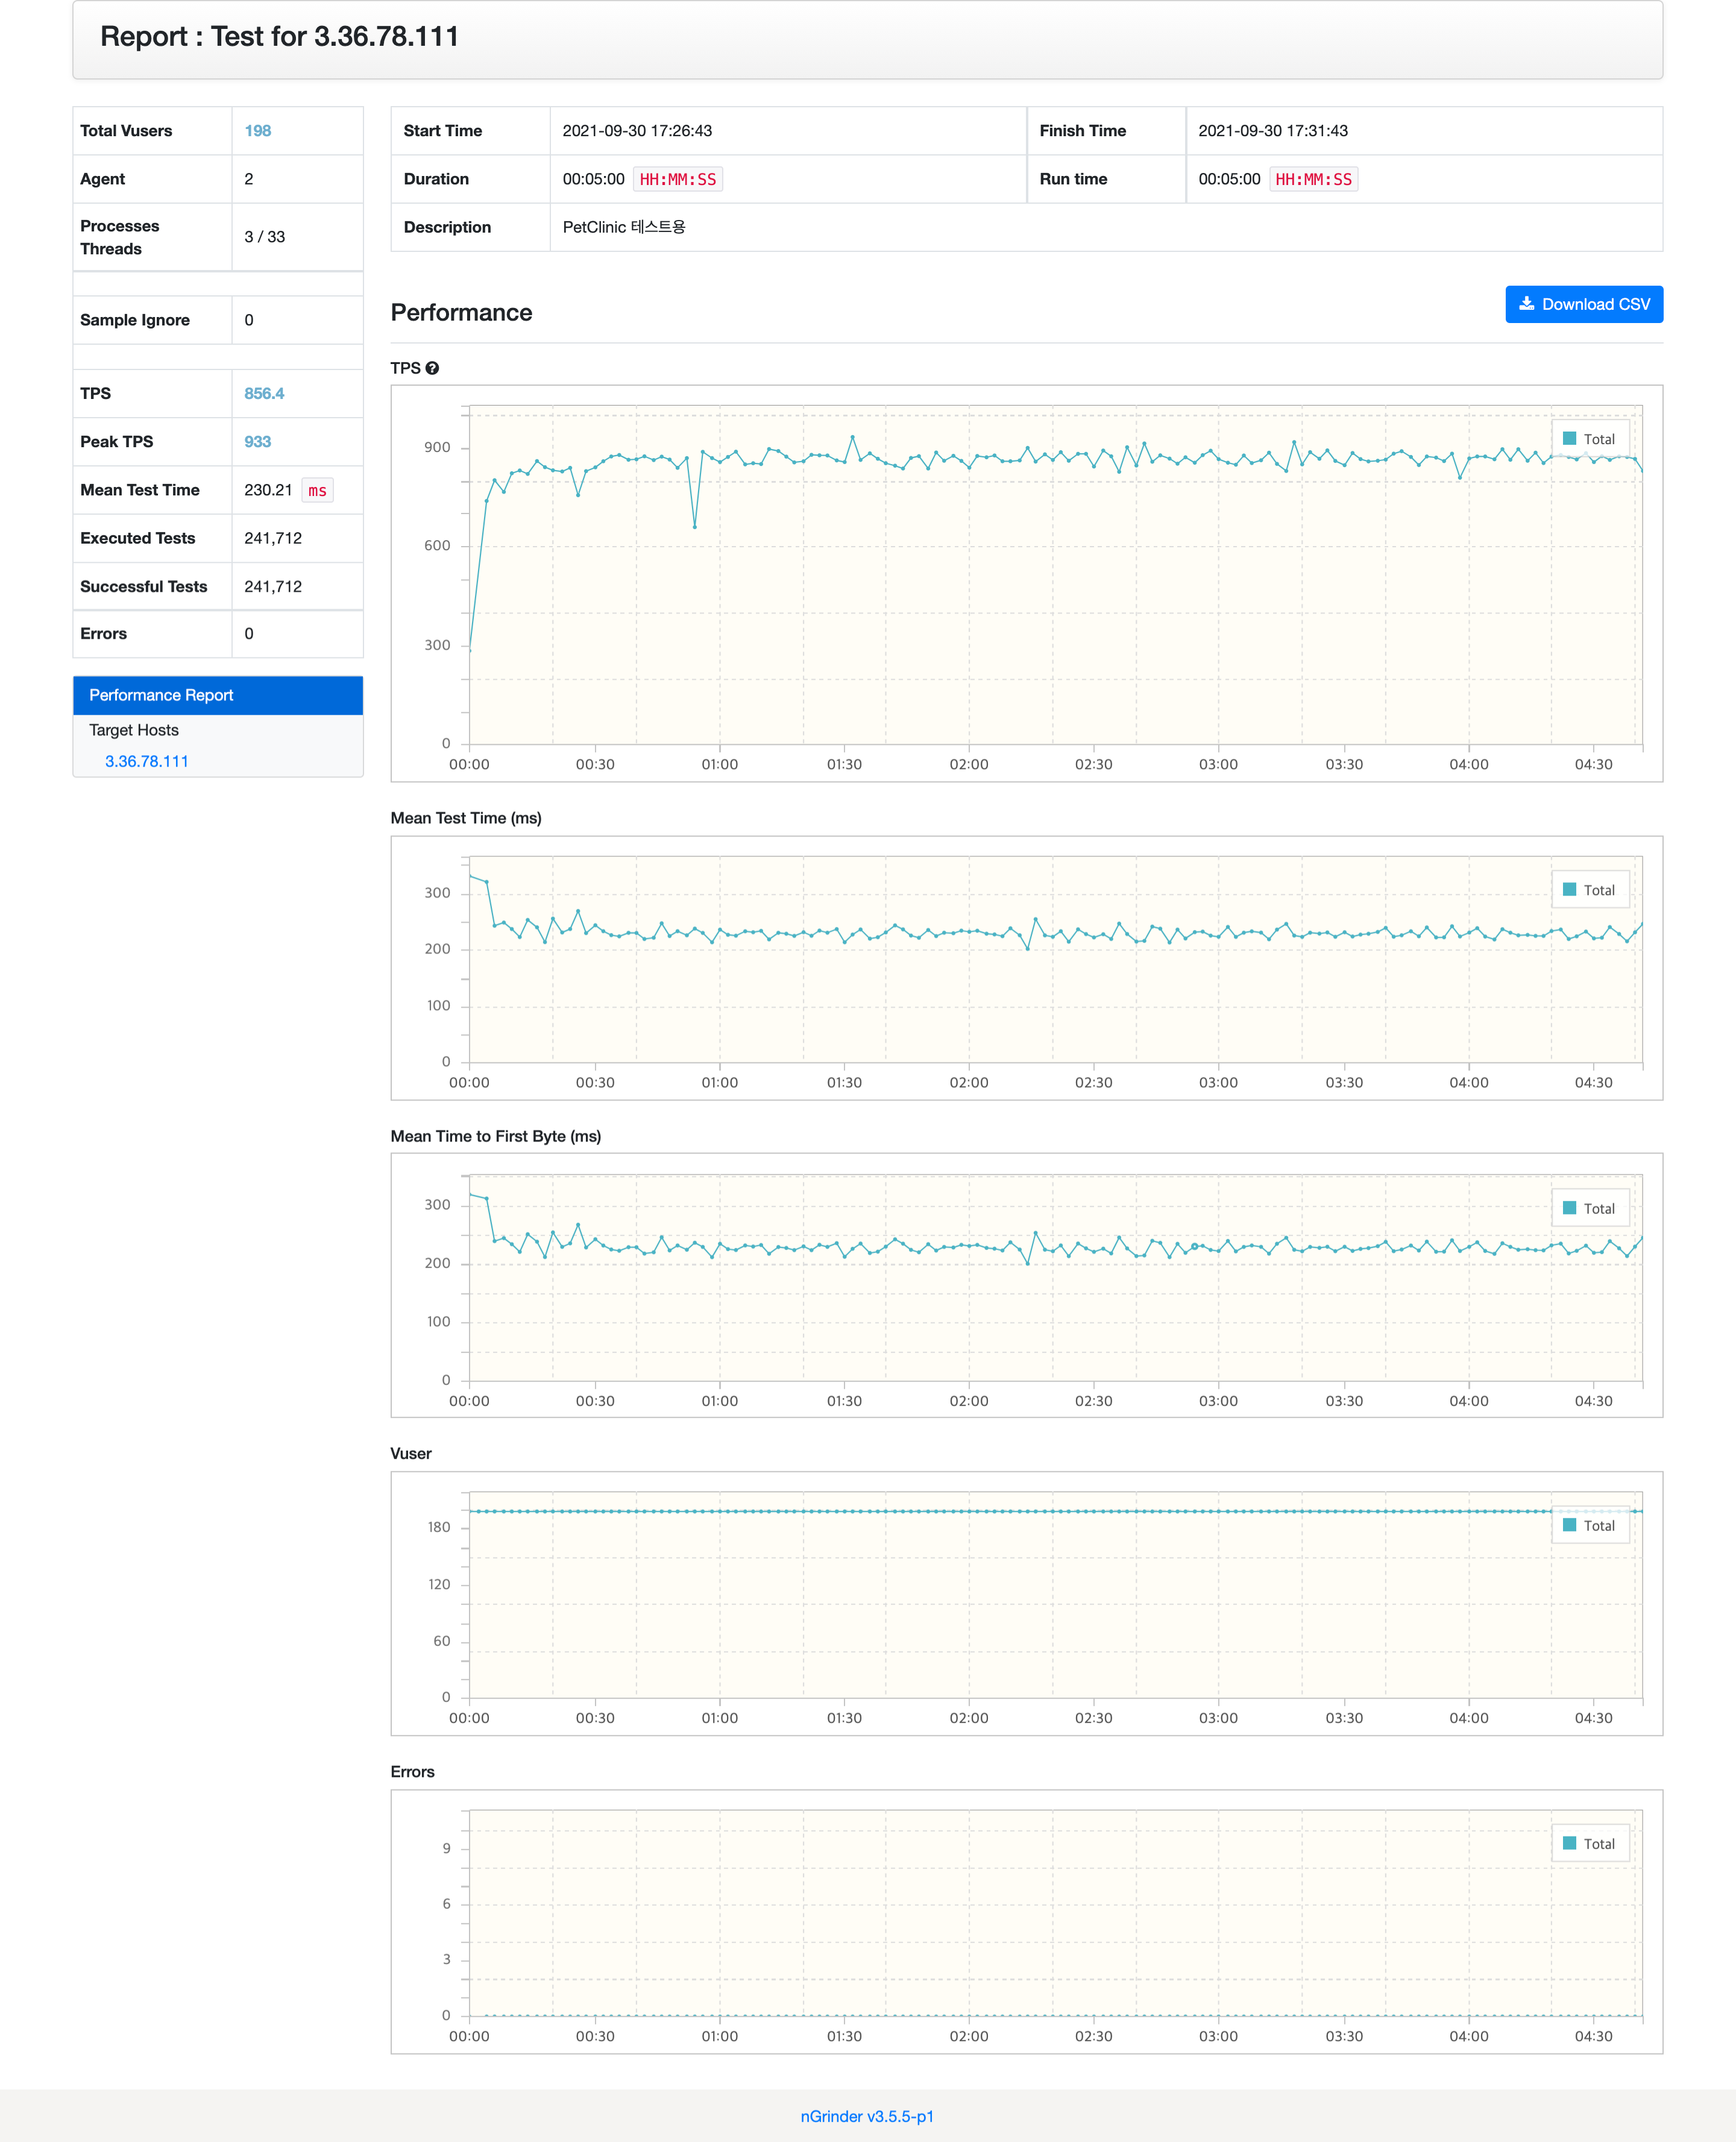 Report : Test for 3.36.78.111
Total Vusers 198
Agent 2
Processes
Threads 3 / 33
Sample Ignore 0
TPS 856.4
Peak TPS 933
Mean Test Time 230.21 ms
Executed Tests 241,712
Successful Tests 241,712
Errors 0
Performance Report
Target Hosts
3.36.78.111
Start Time 2021-09-30 17:26:43 Finish Time 2021-09-30 17:31:43
Duration 00:05:00 HH:MM:SS Run time 00:05:00 HH:MM:SS
Description PetClinic 테스트용
Performance Download CSV
TPS ?
Total
900
600
300
0
00:00 00:30 01:00 01:30 02:00 02:30 03:00 03:30 04:00 04:30
Mean Test Time (ms)
Total
300
200
100
0
00:00 00:30 01:00 01:30 02:00 02:30 03:00 03:30 04:00 04:30
Mean Time to First Byte (ms)
Total
300
200
100
0
00:00 00:30 01:00 01:30 02:00 02:30 03:00 03:30 04:00 04:30
Vuser
Total
180
120
60
0
00:00 00:30 01:00 01:30 02:00 02:30 03:00 03:30 04:00 04:30
Errors
Total
9
6
3
0
00:00 00:30 01:00 01:30 02:00 02:30 03:00 03:30 04:00 04:30
nGrinder v3.5.5-p1